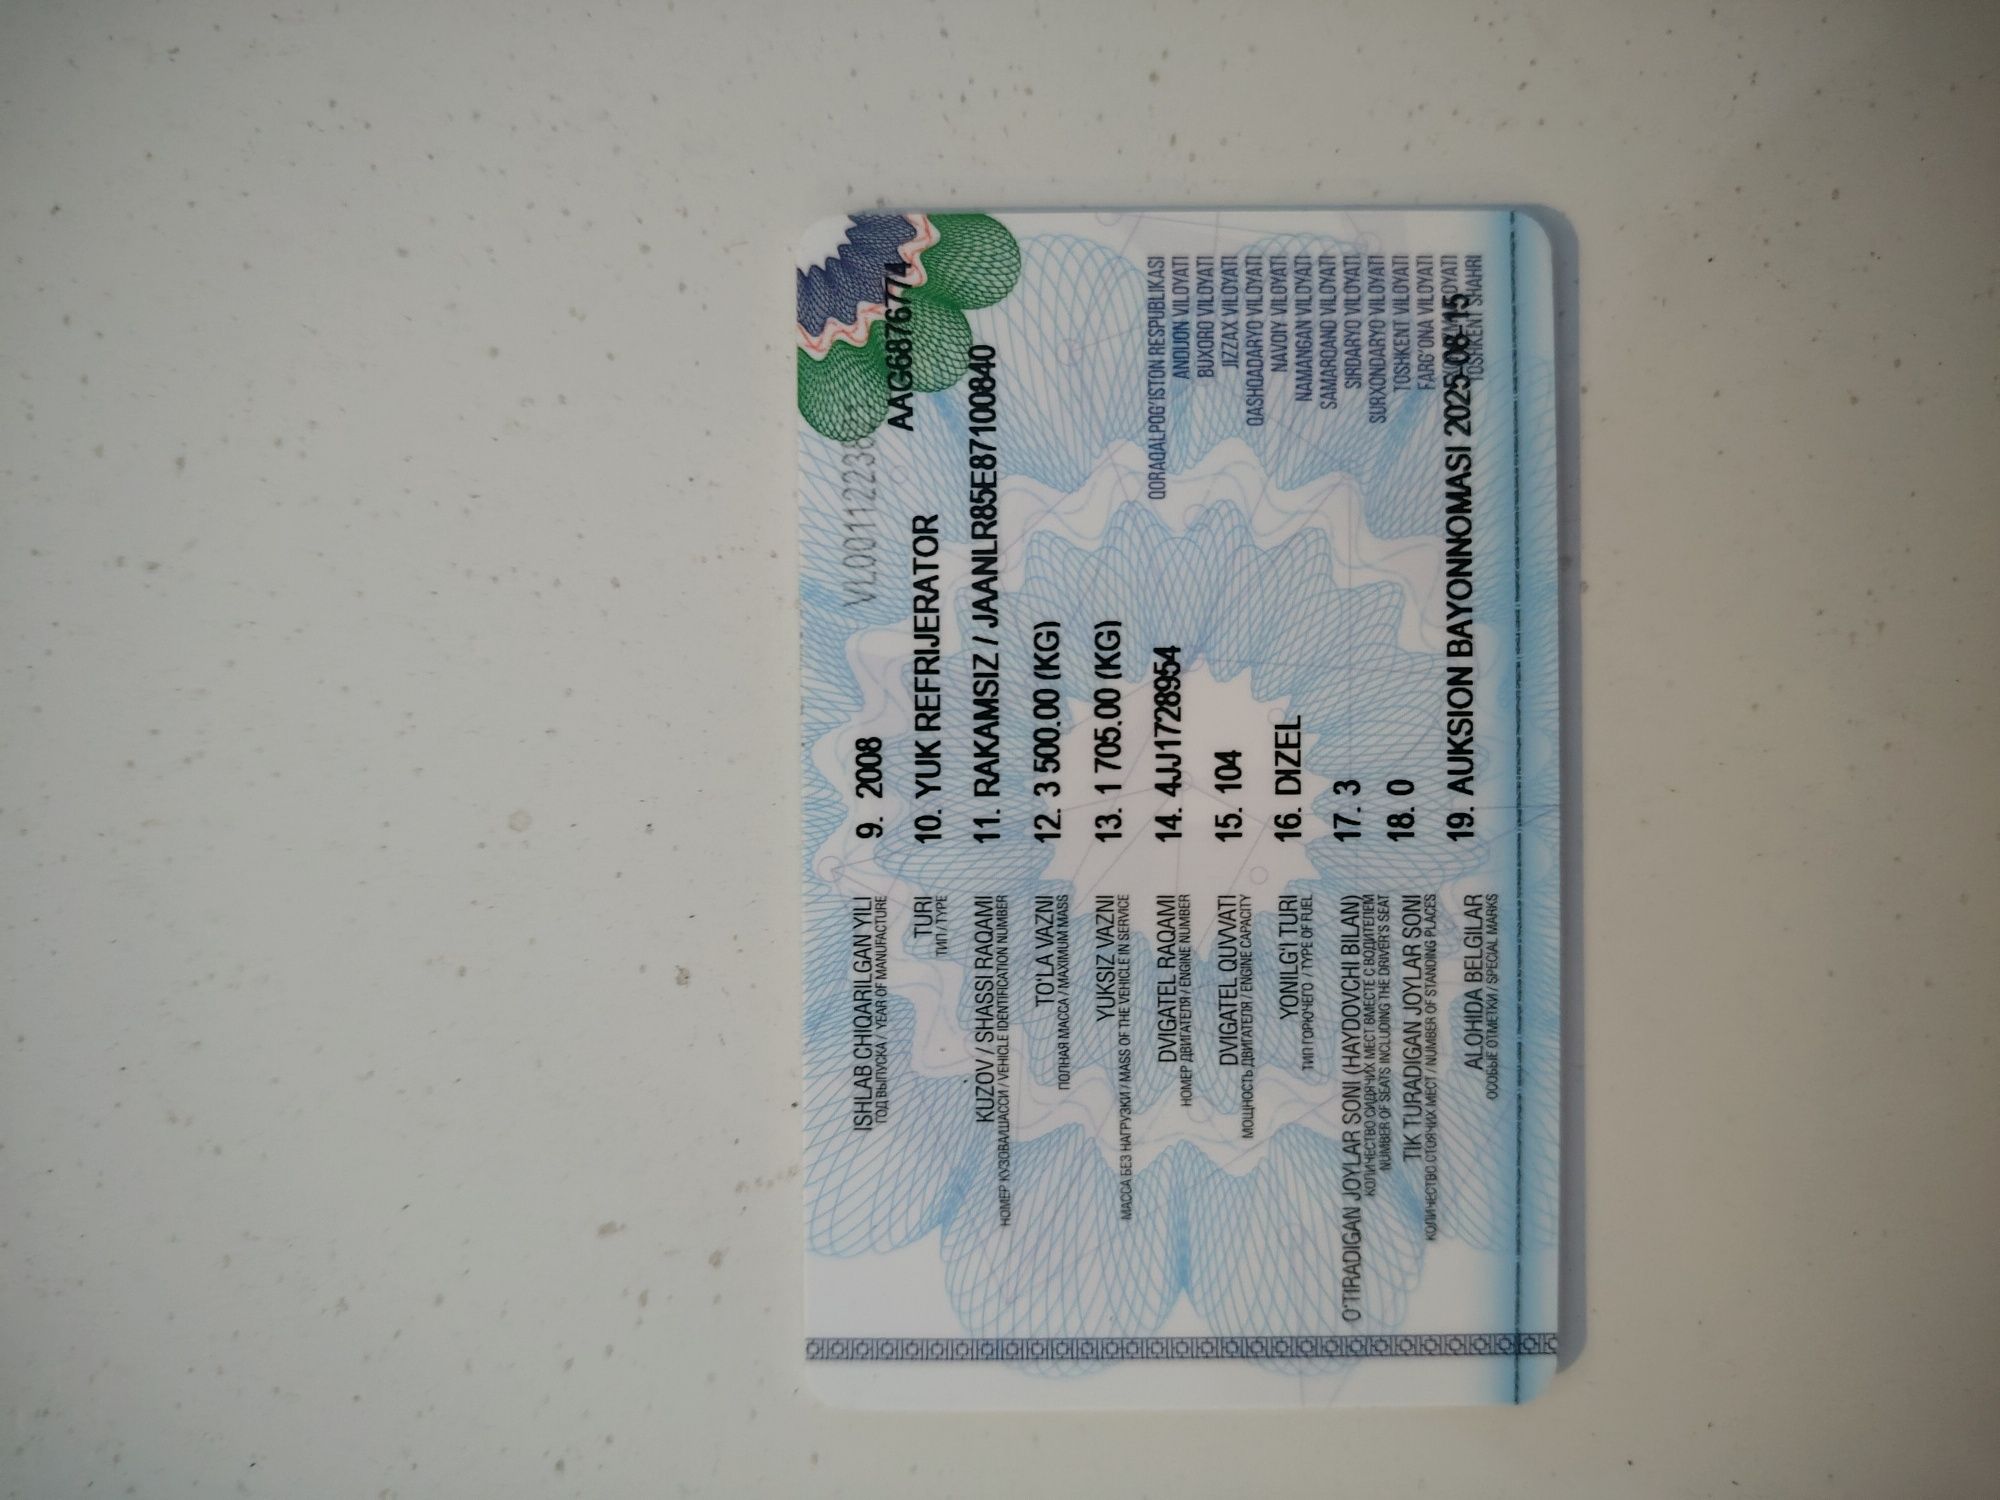 VL00112238
AAG6876774
ISHLAB CHIQARILGAN YILI 9. 2008
ГОД ВЫПУСКА / YEAR OF MANUFACTURE
TURI 10. YUK REFRIJERATOR
ТИП / TYPE
KUZOV / SHASSI RAQAMI 11. RAKAMSIZ / JAANLR85E87100840
НОМЕР КУЗОВА/ШАССИ / VEHICLE IDENTIFICATION NUMBER
TO'LA VAZNI 12. 3 500.00 (KG)
ПОЛНАЯ МАССА / MAXIMUM MASS
YUKSIZ VAZNI 13. 1 705.00 (KG)
МАССА БЕЗ НАГРУЗКИ / MASS OF THE VEHICLE IN SERVICE
DVIGATEL RAQAMI 14. 4JJ1728954
НОМЕР ДВИГАТЕЛЯ / ENGINE NUMBER
DVIGATEL QUVVATI 15. 104
МОЩНОСТЬ ДВИГАТЕЛЯ / ENGINE CAPACITY
YONILG'I TURI 16. DIZEL
ТИП ГОРЮЧЕГО / TYPE OF FUEL
O'TIRADIGAN JOYLAR SONI (HAYDOVCHI BILAN) 17. 3
КОЛИЧЕСТВО СИДЯЧИХ МЕСТ ВМЕСТЕ С ВОДИТЕЛЕМ
NUMBER OF SEATS INCLUDING THE DRIVER'S SEAT
TIK TURADIGAN JOYLAR SONI 18. 0
КОЛИЧЕСТВО СТОЯЧИХ МЕСТ / NUMBER OF STANDING PLACES
ALOHIDA BELGILAR 19. AUKSION BAYONNOMASI 2025-08-15
ОСОБЫЕ ОТМЕТКИ / SPECIAL MARKS
QORAQALPOG'ISTON RESPUBLIKASI
ANDIJON VILOYATI
BUXORO VILOYATI
JIZZAX VILOYATI
QASHQADARYO VILOYATI
NAVOIY VILOYATI
NAMANGAN VILOYATI
SAMARQAND VILOYATI
SIRDARYO VILOYATI
SURXONDARYO VILOYATI
TOSHKENT VILOYATI
FARG'ONA VILOYATI
VILOYATI
TOSHKENT SHAHRI